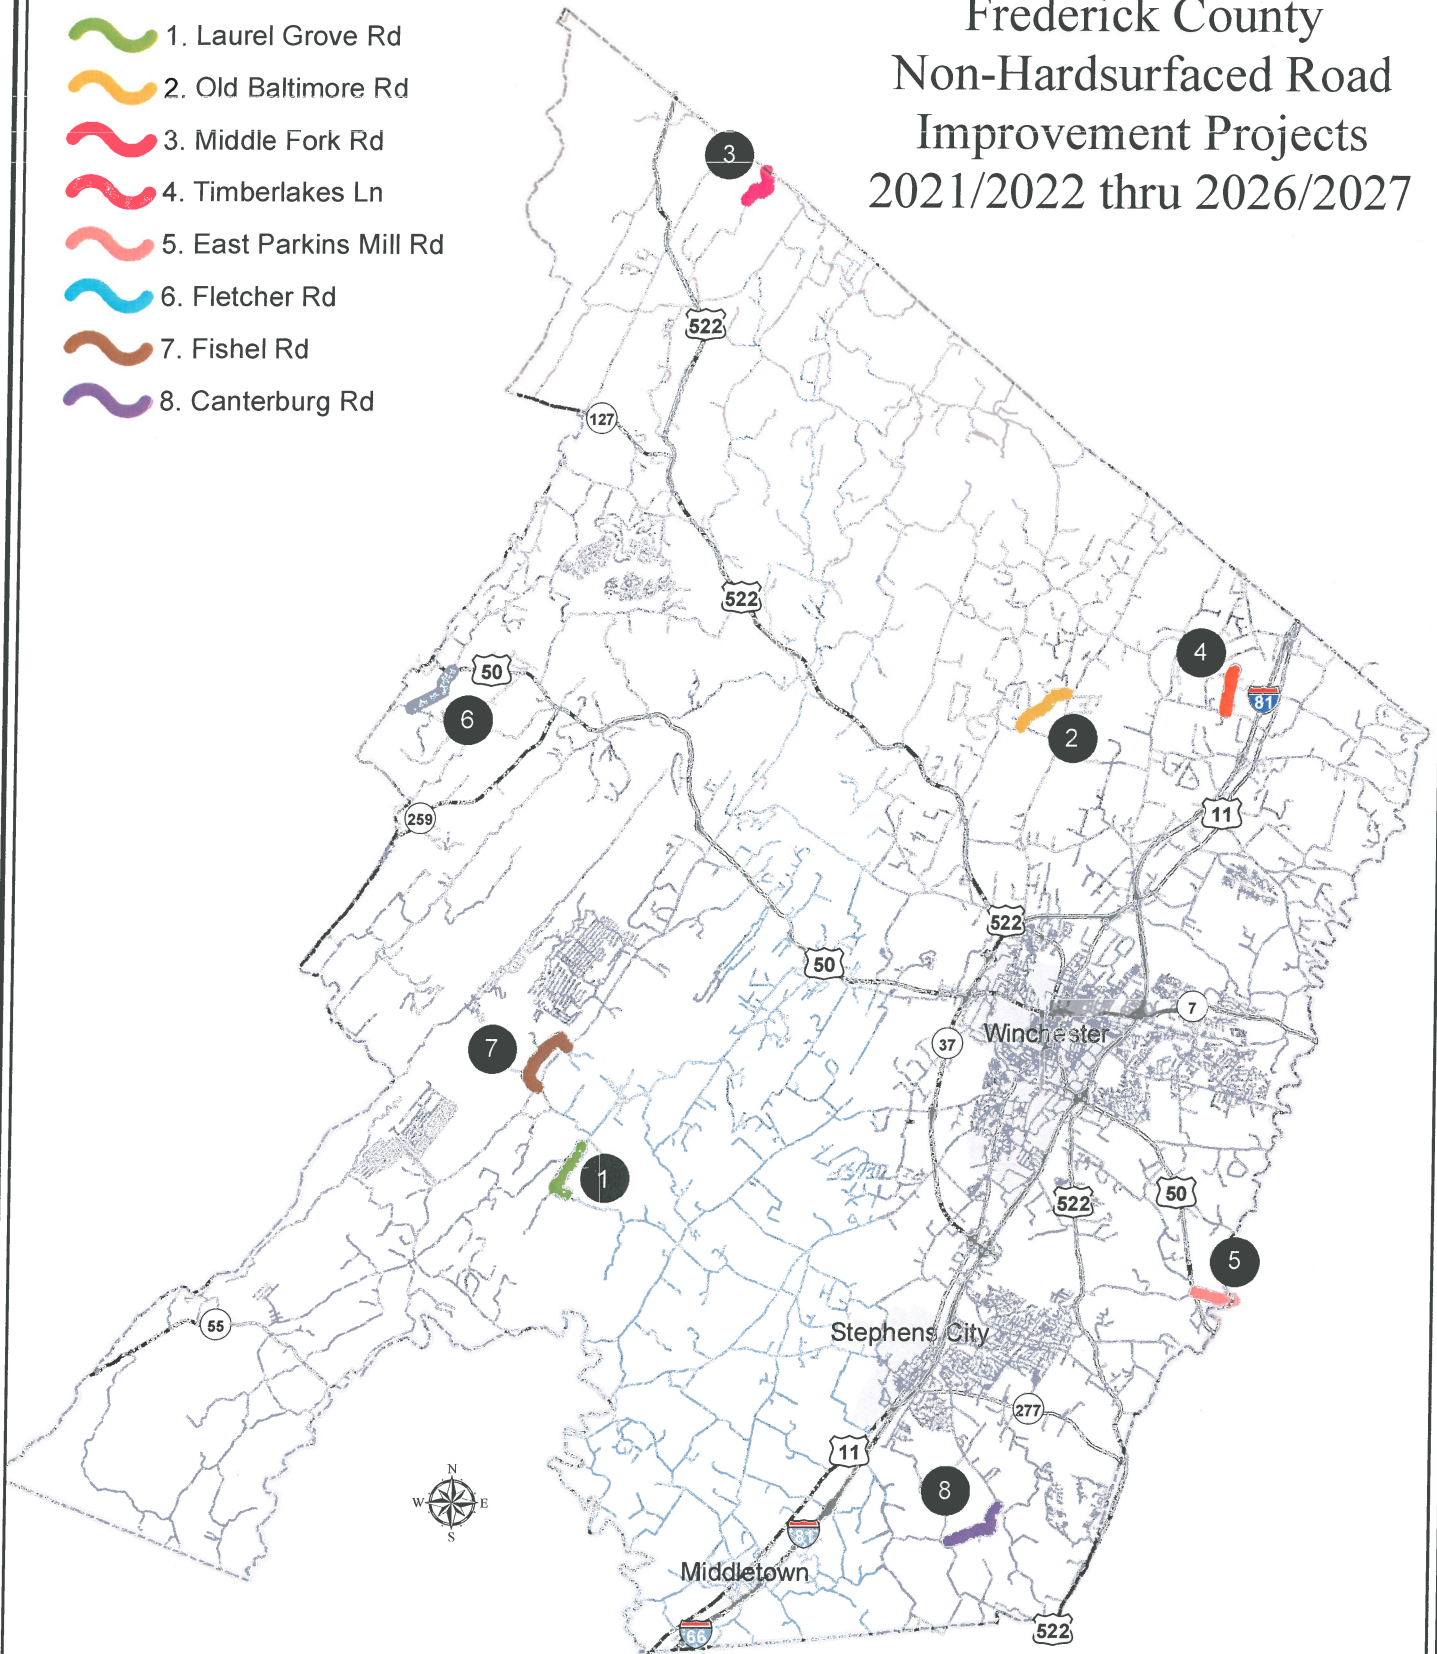 Frederick County
Non-Hardsurfaced Road
Improvement Projects
2021/2022 thru 2026/2027
1. Laurel Grove Rd
2. Old Baltimore Rd
3. Middle Fork Rd
4. Timberlakes Ln
5. East Parkins Mill Rd
6. Fletcher Rd
7. Fishel Rd
8. Canterburg Rd
3
522
127
522
4
50
81
6
2
259
11
522
50
7
Winchester
37
7
1
522
50
5
55
Stephens City
277
11
N
W E
S
8
81
Middletown
522
66